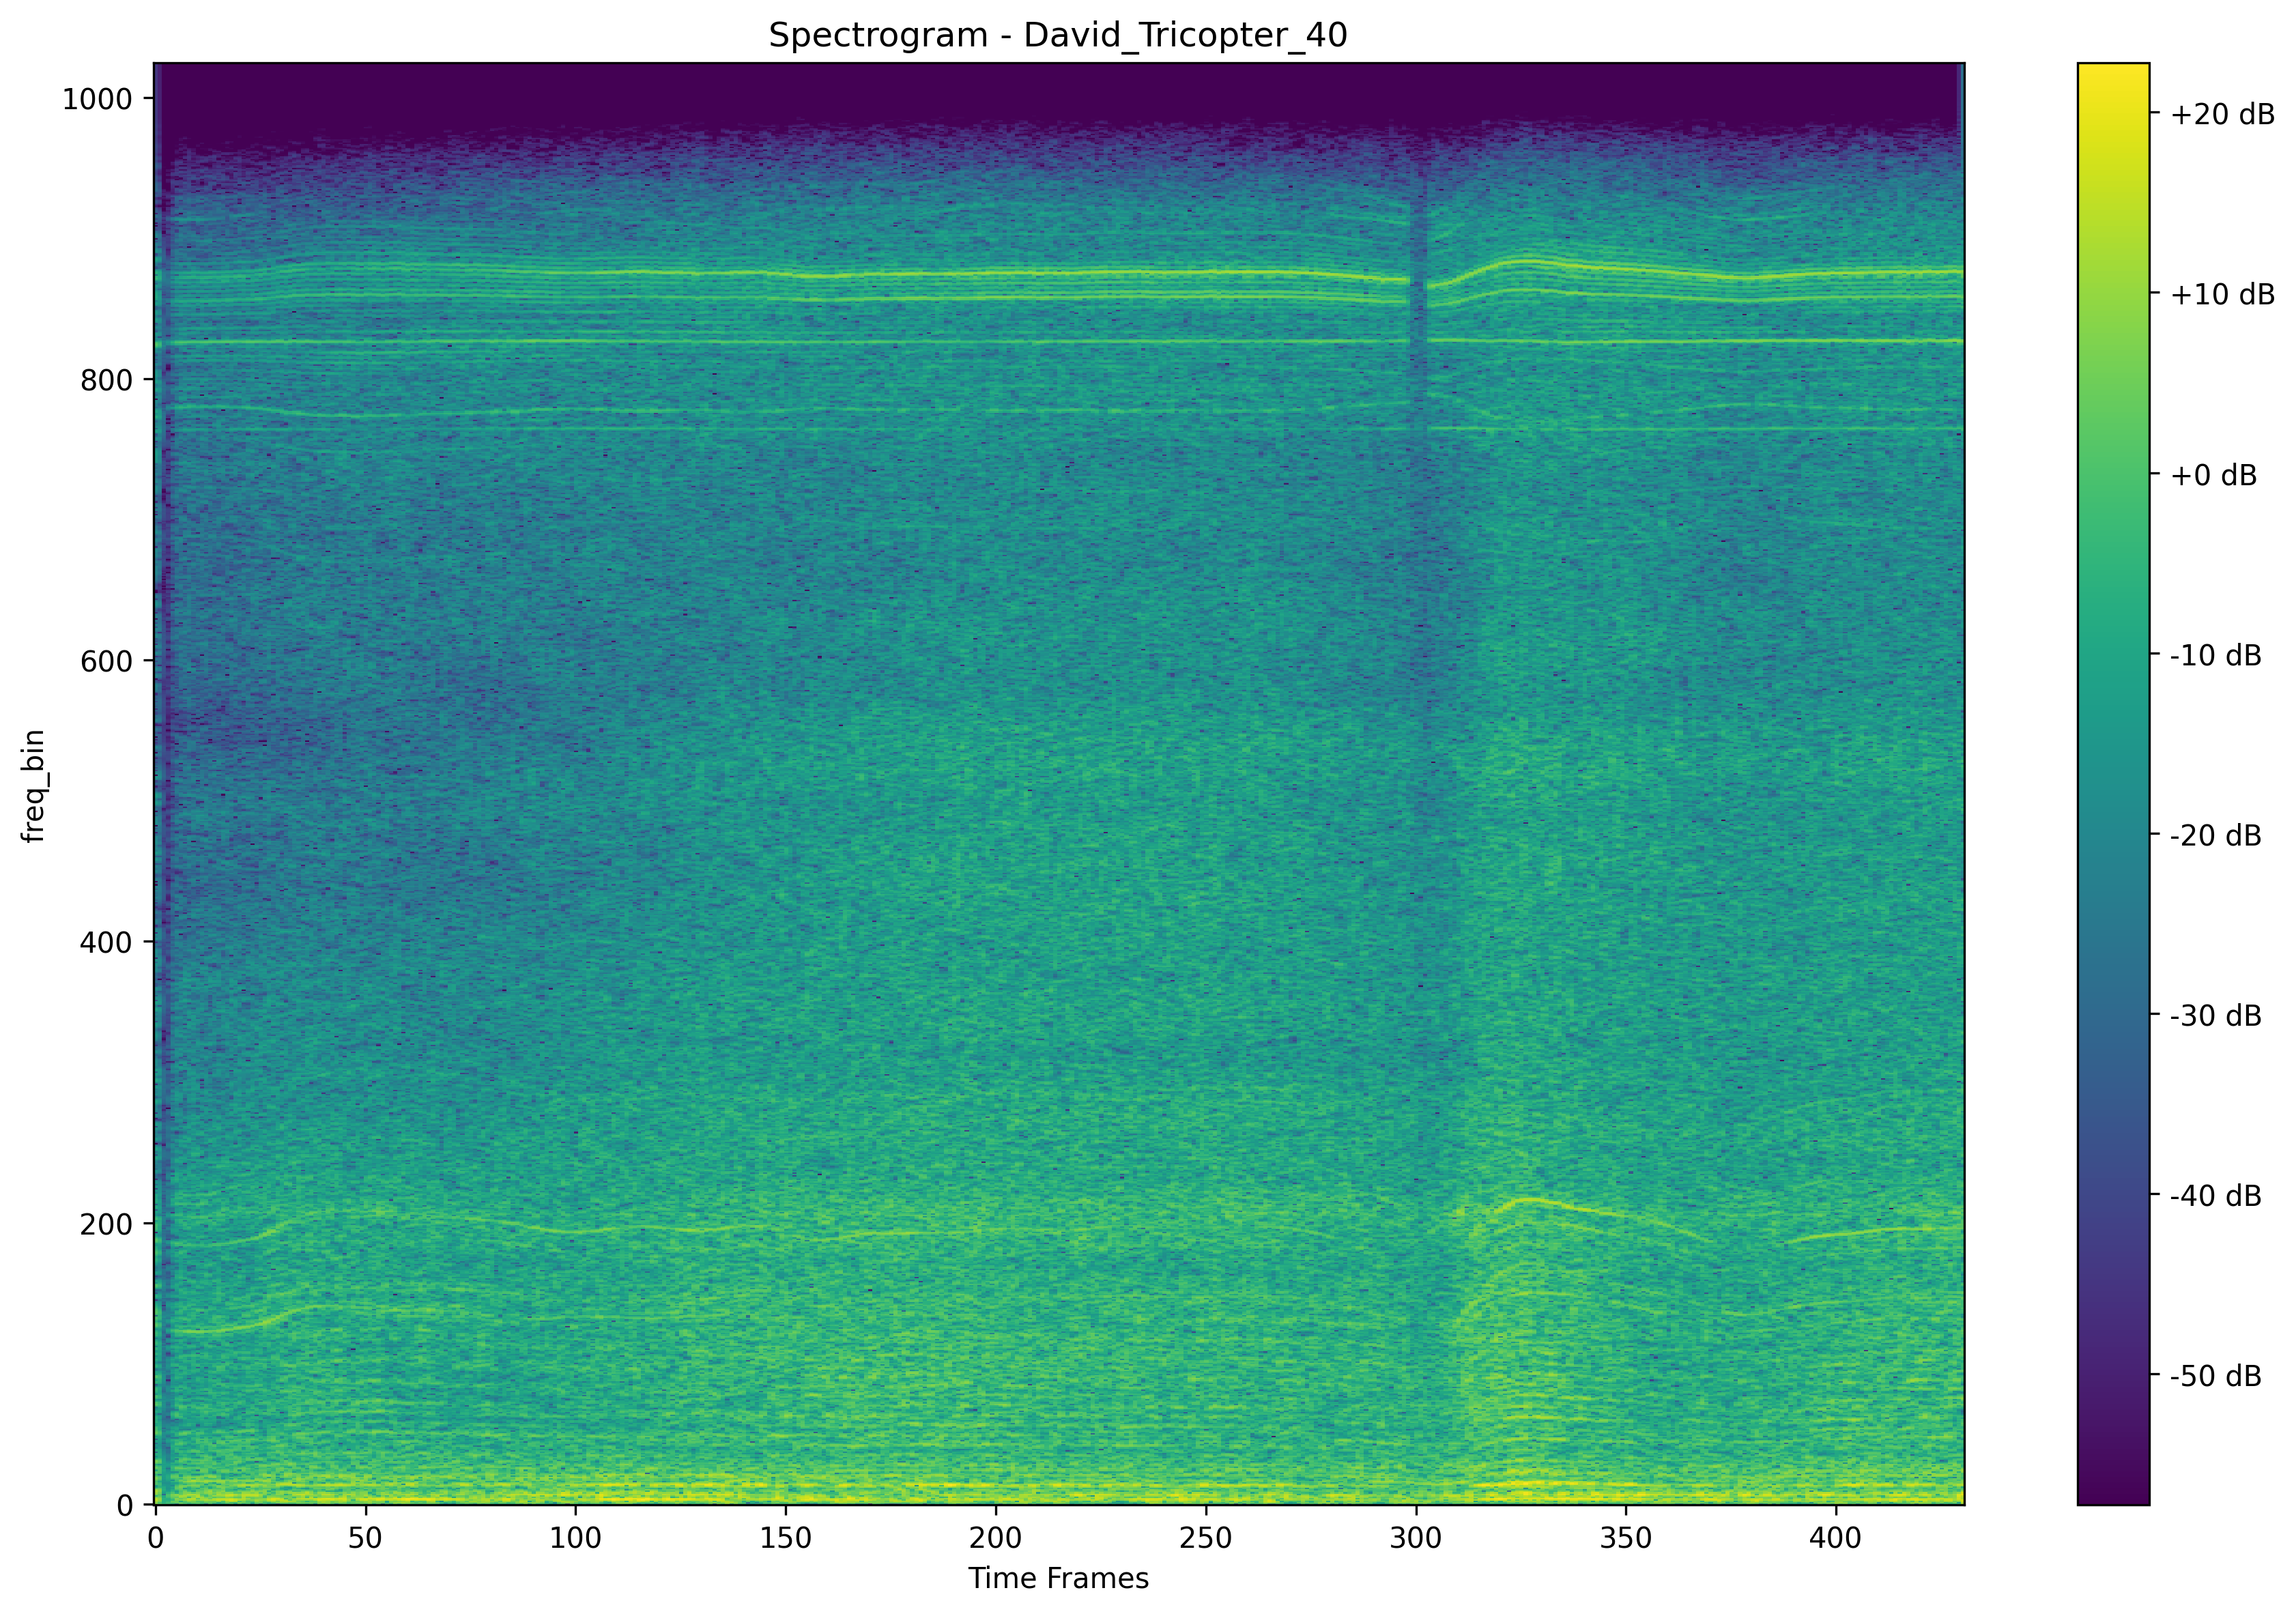 Spectrogram - David_Tricopter_40
1000
800
600
400
200
0
freq_bin
0 50 100 150 200 250 300 350 400
Time Frames
+20 dB
+10 dB
+0 dB
-10 dB
-20 dB
-30 dB
-40 dB
-50 dB